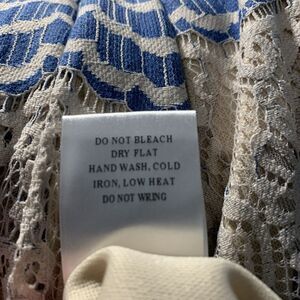 DO NOT BLEACH
DRY FLAT
HAND WASH, COLD
IRON, LOW HEAT
DO NOT WRING